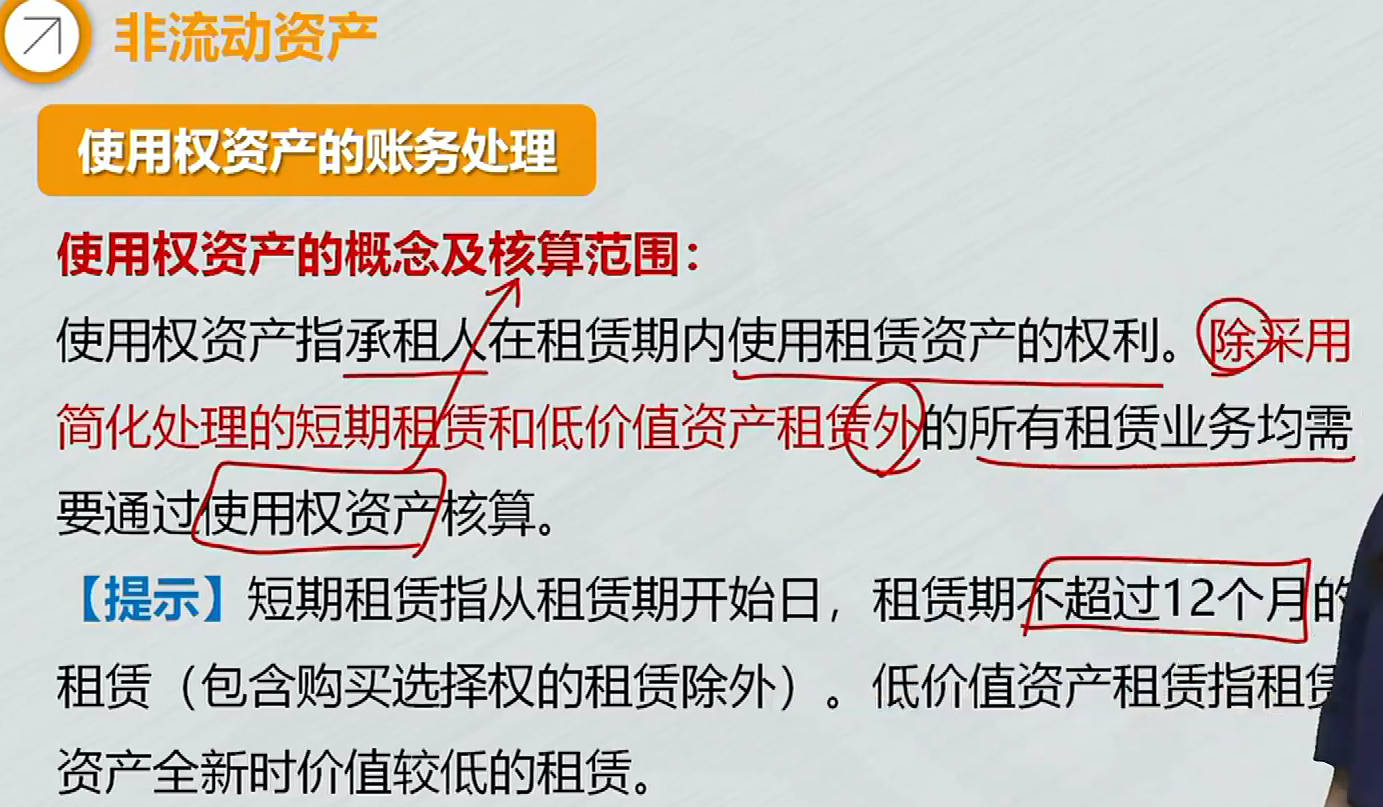 非流动资产
使用权资产的账务处理
使用权资产的概念及核算范围：
使用权资产指承租人在租赁期内使用租赁资产的权利。除采用
简化处理的短期租赁和低价值资产租赁外的所有租赁业务均需
要通过使用权资产核算。
【提示】短期租赁指从租赁期开始日，租赁期不超过12个月的
租赁（包含购买选择权的租赁除外）。低价值资产租赁指租赁
资产全新时价值较低的租赁。